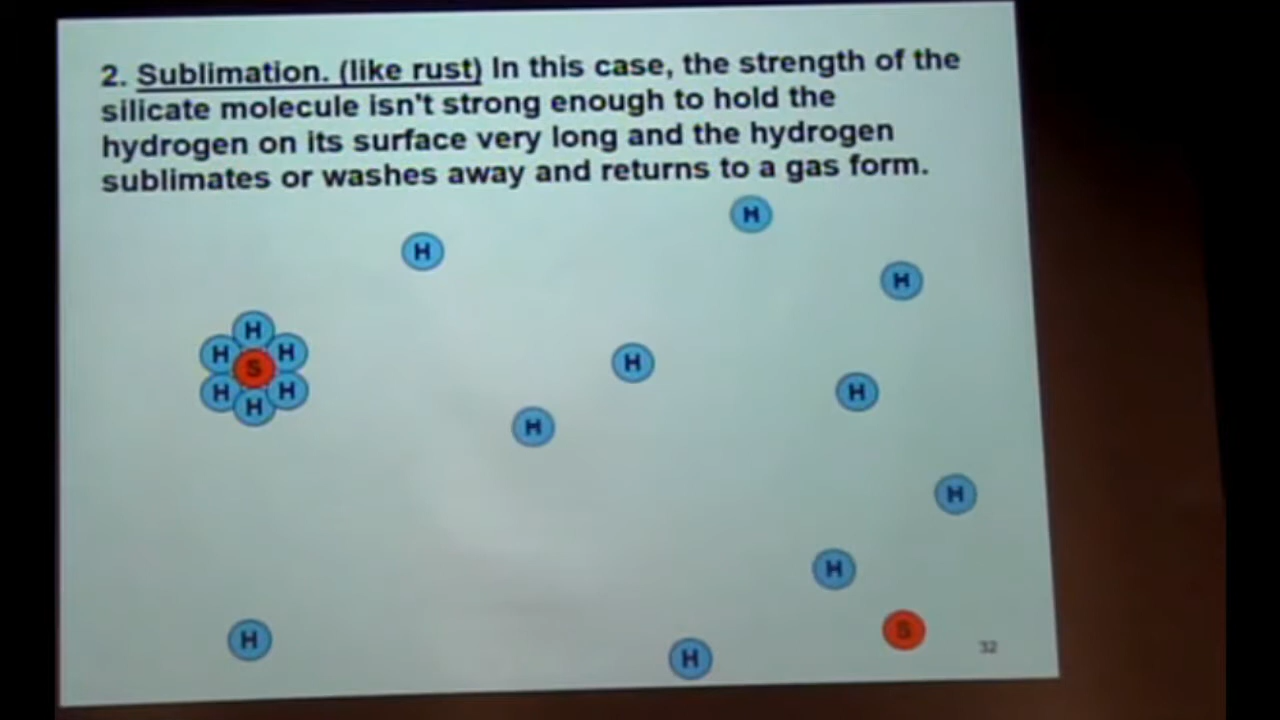 2. Sublimation. (like rust) In this case, the strength of the
silicate molecule isn't strong enough to hold the
hydrogen on its surface very long and the hydrogen
sublimates or washes away and returns to a gas form.
H
H
H
H
H H
S
H H
H
H
H
H
H
H
H
S
H
H
32